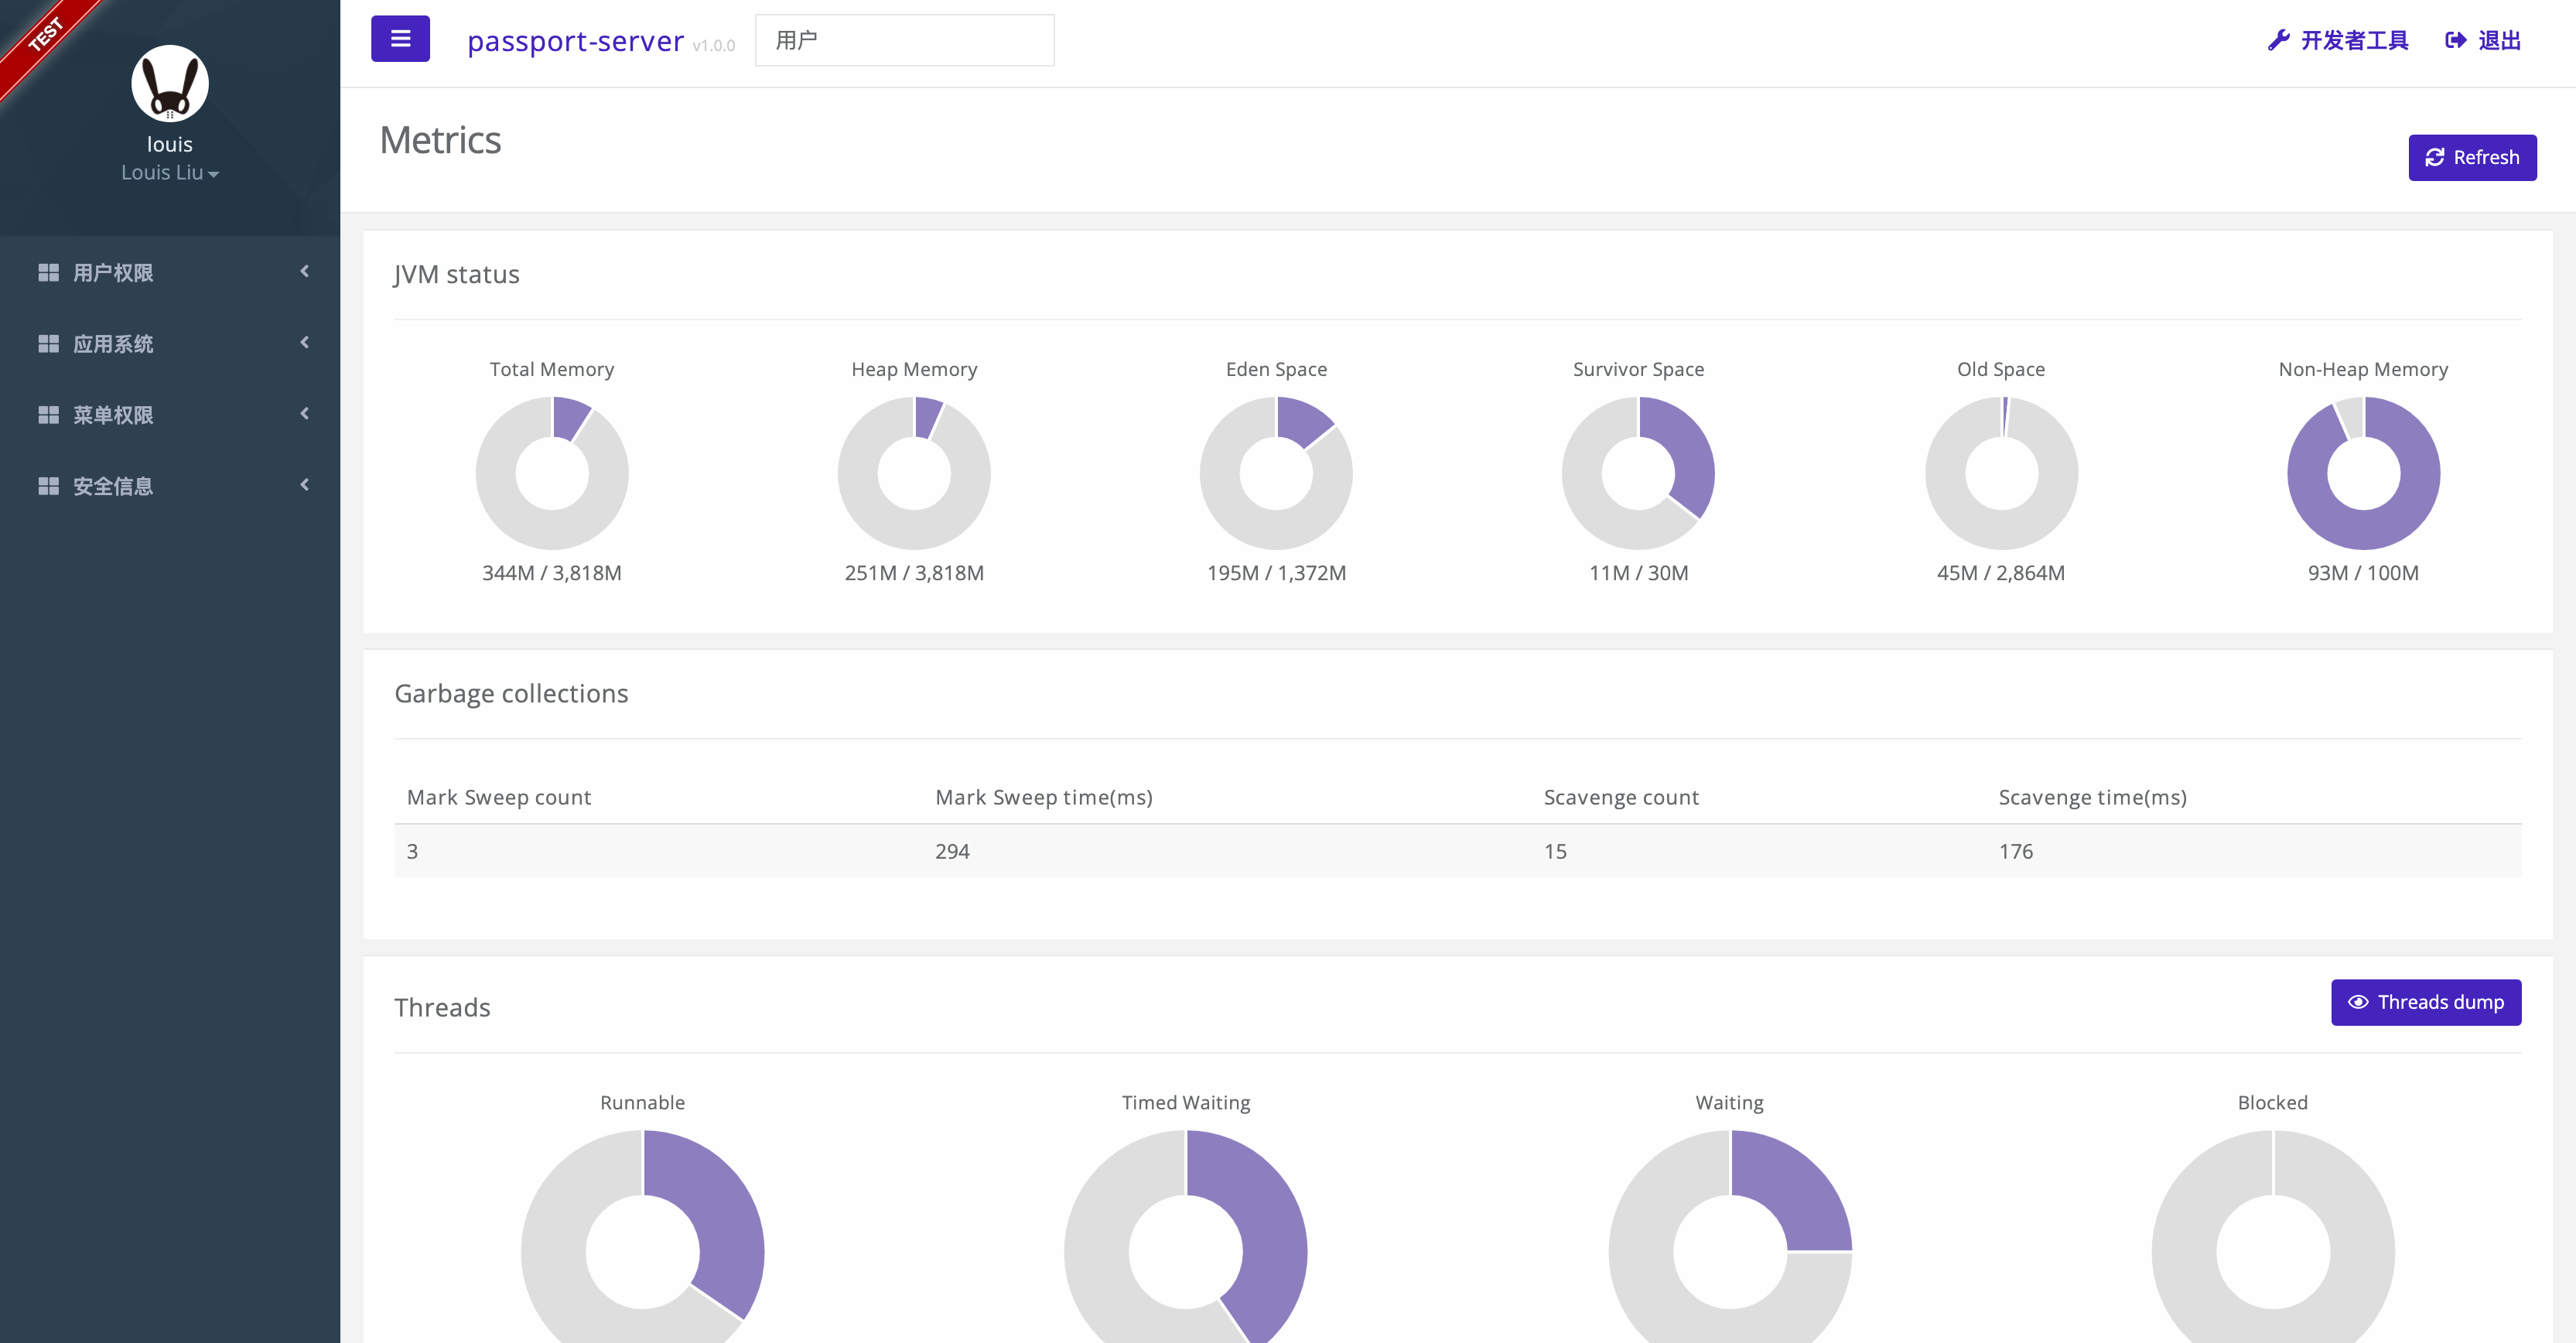 TEST
louis
Louis Liu
用户权限
应用系统
菜单权限
安全信息
passport-server v1.0.0
用户
开发者工具
退出
Metrics
Refresh
JVM status
Total Memory
Heap Memory
Eden Space
Survivor Space
Old Space
Non-Heap Memory
344M / 3,818M
251M / 3,818M
195M / 1,372M
11M / 30M
45M / 2,864M
93M / 100M
Garbage collections
Mark Sweep count
Mark Sweep time(ms)
Scavenge count
Scavenge time(ms)
3
294
15
176
Threads
Threads dump
Runnable
Timed Waiting
Waiting
Blocked